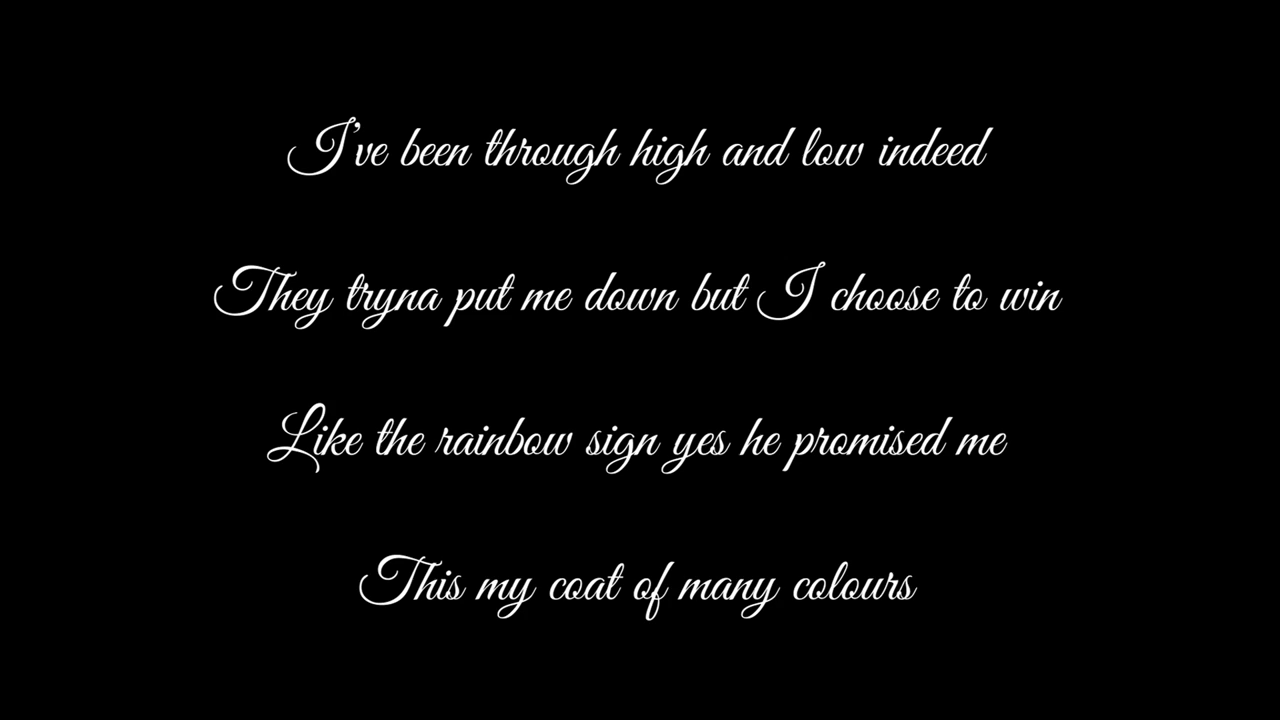 I've been through high and low indeed
They tryna put me down but I choose to win
Like the rainbow sign yes he promised me
This my coat of many colours